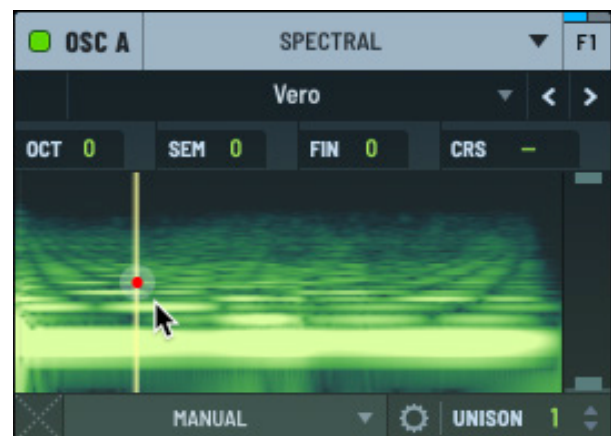 OSC A SPECTRAL F1
Vero < >
OCT 0 SEM 0 FIN 0 CRS –
MANUAL UNISON 1